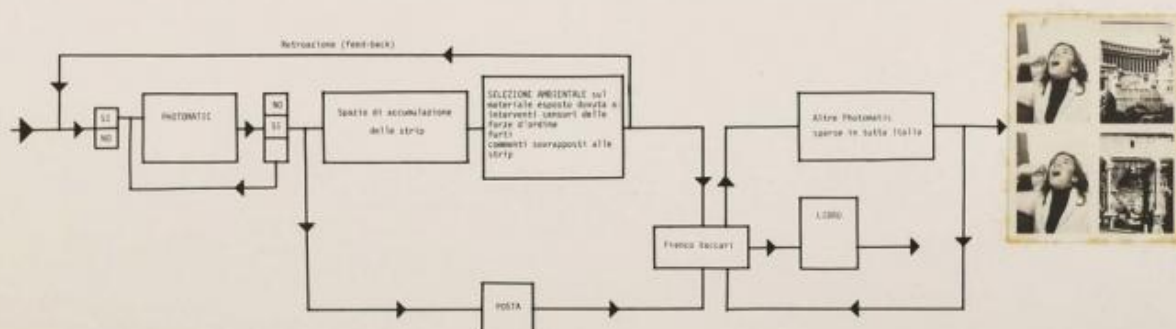 Retroazione (feed-back)
SI
NO
PHOTOMATIC
NO
SI
Spazio di accumulazione
delle strip
SELEZIONE AMBIENTALE sul
materiale esposto dovuta a:
interventi censori delle
forze d'ordine
furti
commenti sovrapposti alle
strip
Altre Photomatic
sparse in tutta Italia
LIBRO
Franco Vaccari
POSTA